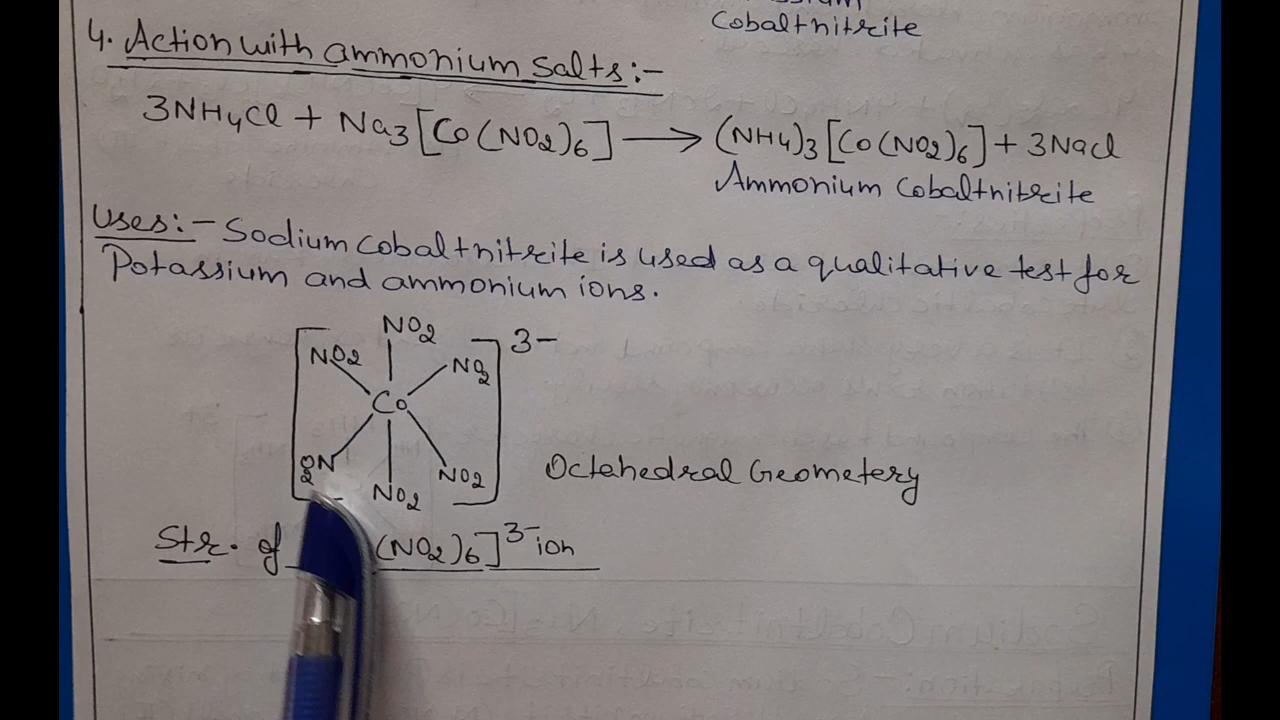 Cobaltnitrite
4. Action with ammonium Salts:-
3NH4Cl + Na3[Co(NO2)6] ⟶ (NH4)3[Co(NO2)6] + 3NaCl
Ammonium Cobaltnitrite
Uses:- Sodium Cobaltnitrite is used as a qualitative test for
Potassium and ammonium ions.
NO2
NO2 NO2 3-
Co
O2N NO2 Octahedral Geometery
NO2
Str. of (NO2)6]3- ion